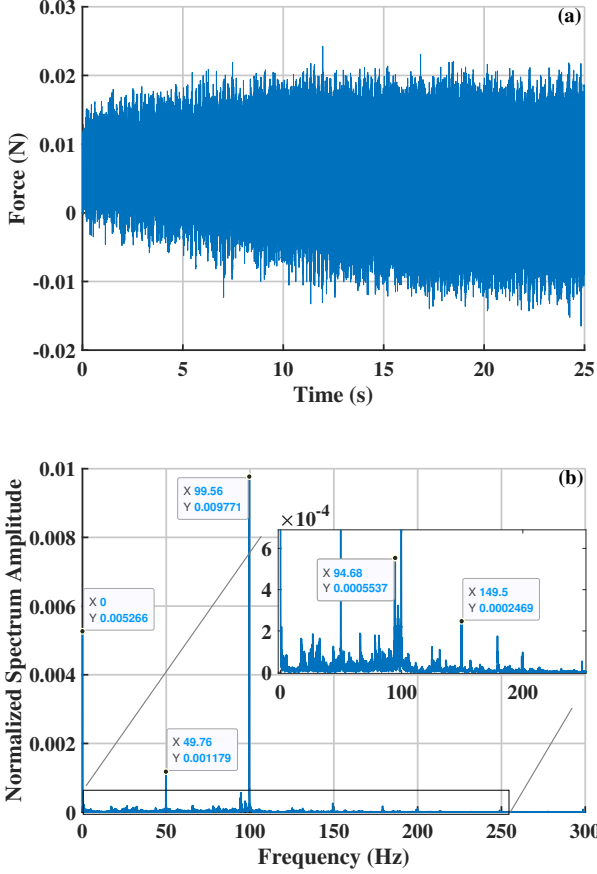 0.03
(a)
0.02
0.01
0
-0.01
-0.02
Force (N)
0 5 10 15 20 25
Time (s)
0.01
(b)
X 99.56
Y 0.009771
0.008
×10⁻⁴
6
X 94.68
Y 0.0005537
X 149.5
Y 0.0002469
4
2
0
0 100 200
0.006
X 0
Y 0.005266
0.004
0.002
X 49.76
Y 0.001179
0
Normalized Spectrum Amplitude
0 50 100 150 200 250 300
Frequency (Hz)